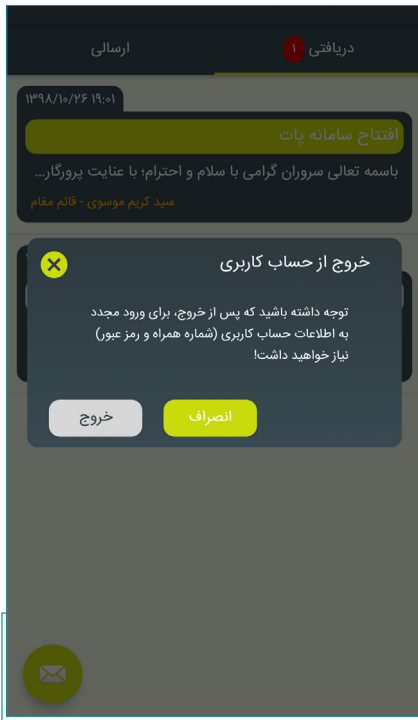 دریافتی ۱
ارسالی
۱۳۹۸/۱۰/۲۶ ۱۹:۰۱
افتتاح سامانه پات
باسمه تعالی سروران گرامی با سلام و احترام؛ با عنایت پرورگار...
سید کریم موسوی - قائم مقام
خروج از حساب کاربری
توجه داشته باشید که پس از خروج، برای ورود مجدد
به اطلاعات حساب کاربری (شماره همراه و رمز عبور)
نیاز خواهید داشت!
انصراف
خروج